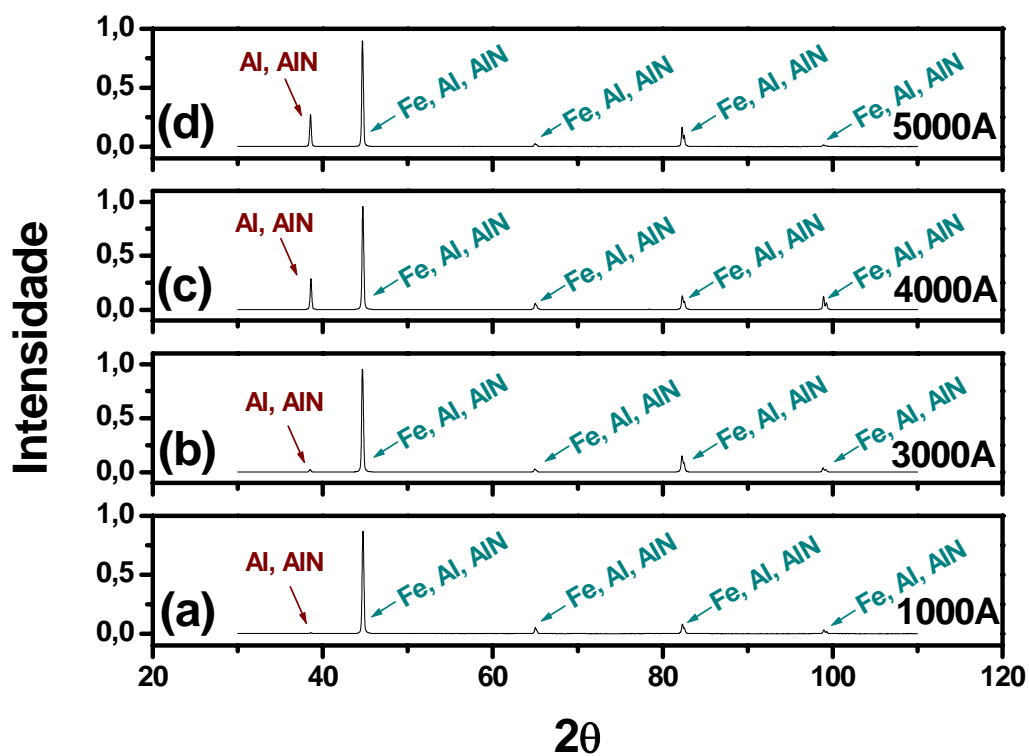 Intensidade
1,0
0,5
0,0
(d)
Al, AlN
Fe, Al, AlN
Fe, Al, AlN
Fe, Al, AlN
Fe, Al, AlN
5000A
1,0
0,5
0,0
(c)
Al, AlN
Fe, Al, AlN
Fe, Al, AlN
Fe, Al, AlN
Fe, Al, AlN
4000A
1,0
0,5
0,0
(b)
Al, AlN
Fe, Al, AlN
Fe, Al, AlN
Fe, Al, AlN
Fe, Al, AlN
3000A
1,0
0,5
0,0
(a)
Al, AlN
Fe, Al, AlN
Fe, Al, AlN
Fe, Al, AlN
Fe, Al, AlN
1000A
20 40 60 80 100 120
2θ